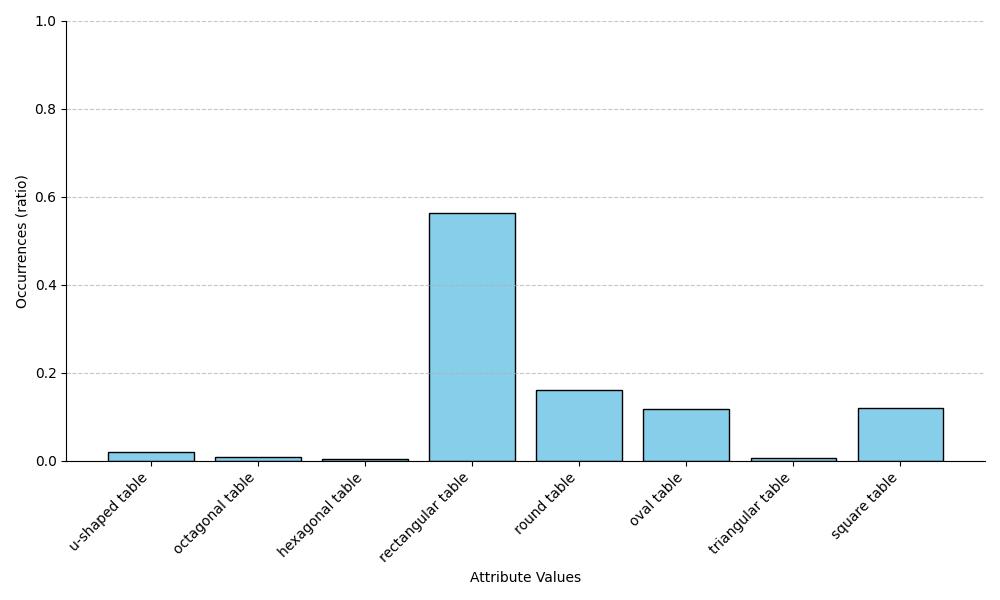 1.0
0.8
0.6
0.4
0.2
0.0
Occurrences (ratio)
u-shaped table
octagonal table
hexagonal table
rectangular table
round table
oval table
triangular table
square table
Attribute Values